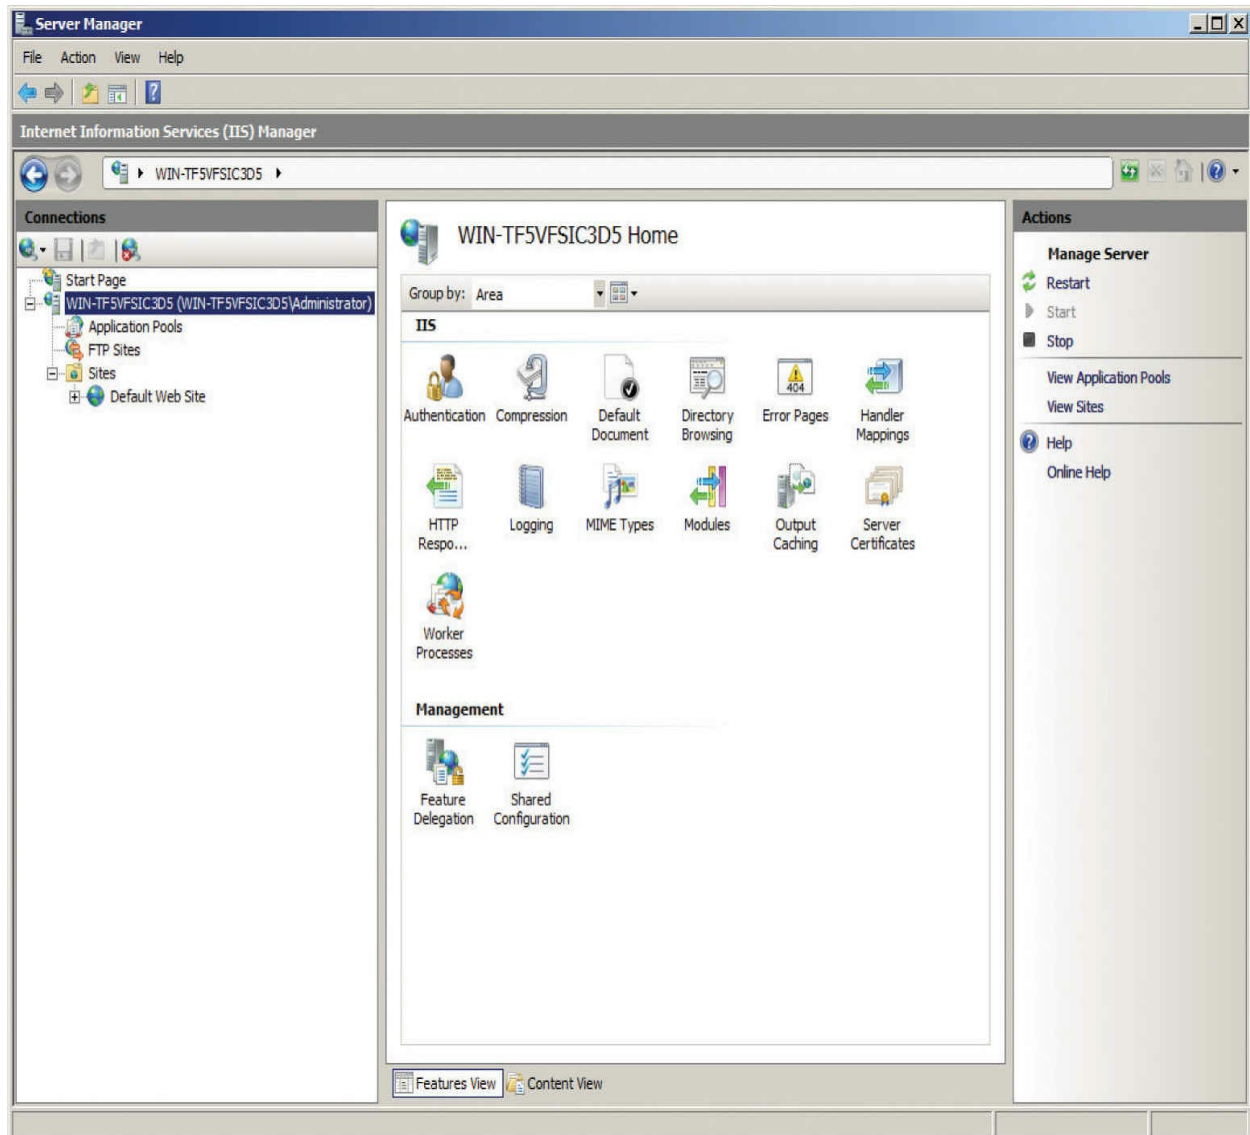 Server Manager
File Action View Help
Internet Information Services (IIS) Manager
WIN-TF5VFSIC3D5
Connections
Start Page
WIN-TF5VFSIC3D5 (WIN-TF5VFSIC3D5\Administrator)
Application Pools
FTP Sites
Sites
Default Web Site
WIN-TF5VFSIC3D5 Home
Group by: Area
IIS
Authentication Compression Default Directory Error Pages Handler
Document Browsing Mappings
404
HTTP Logging MIME Types Modules Output Server
Respo... Caching Certificates
Worker
Processes
Management
Feature Shared
Delegation Configuration
Features View Content View
Actions
Manage Server
Restart
Start
Stop
View Application Pools
View Sites
Help
Online Help